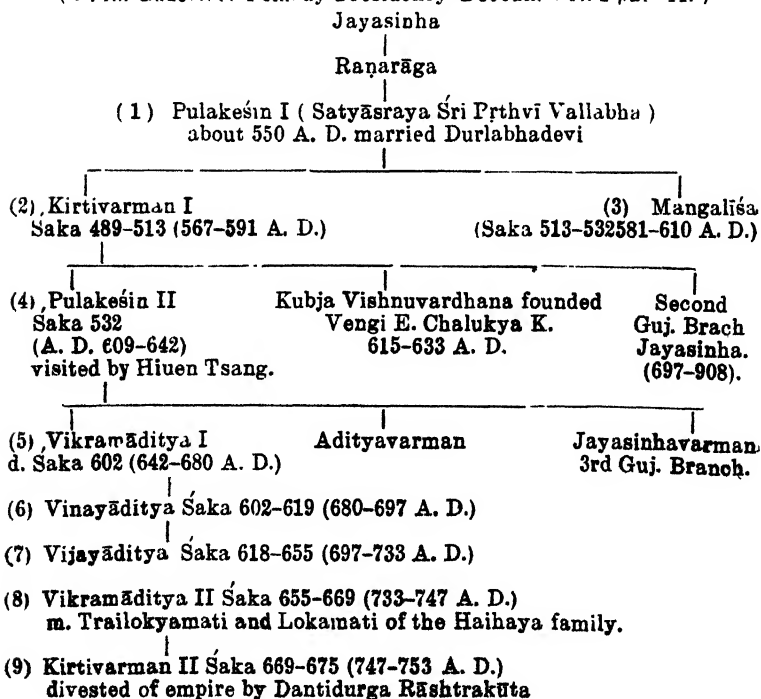 Jayasinha
Raṇarāga
(1) Pulakeśın I ( Satyāsraya Śri Pṛthvī Vallabha )
about 550 A. D. married Durlabhadevi
(2) Kirtivarman I (3) Mangalīśa
Saka 489–513 (567–591 A. D.) (Saka 513–532581–610 A. D.)
(4) Pulakeśin II Kubja Vishnuvardhana founded Second
Saka 532 Vengi E. Chalukya K. Guj. Brach
(A. D. 609–642) 615–633 A. D. Jayasinha.
visited by Hiuen Tsang. (697–908).
(5) Vikramāditya I Adityavarman Jayasinhavarman
d. Saka 602 (642–680 A. D.) 3rd Guj. Branch.
(6) Vinayāditya Śaka 602–619 (680–697 A. D.)
(7) Vijayāditya Śaka 618–655 (697–733 A. D.)
(8) Vikramāditya II Śaka 655–669 (733–747 A. D.)
m. Trailokyamati and Lokamati of the Haihaya family.
(9) Kirtivarman II Śaka 669–675 (747–753 A. D.)
divested of empire by Dantidurga Rāshtrakūta